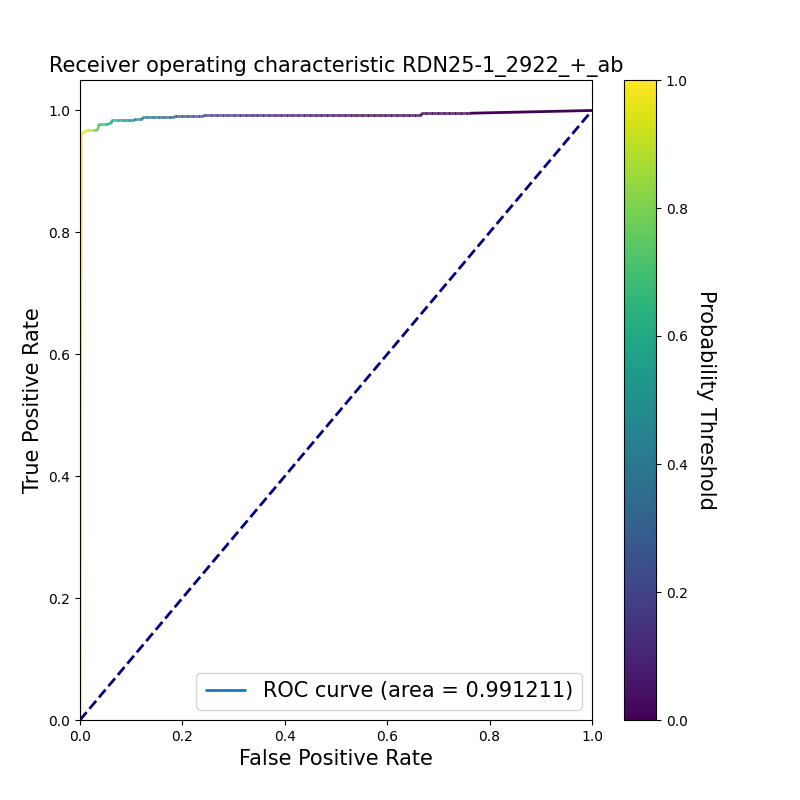 Receiver operating characteristic RDN25-1_2922_+_ab
1.0
0.8
0.6
0.4
0.2
0.0
True Positive Rate
0.0 0.2 0.4 0.6 0.8 1.0
False Positive Rate
ROC curve (area = 0.991211)
1.0
0.8
0.6
0.4
0.2
0.0
Probability Threshold